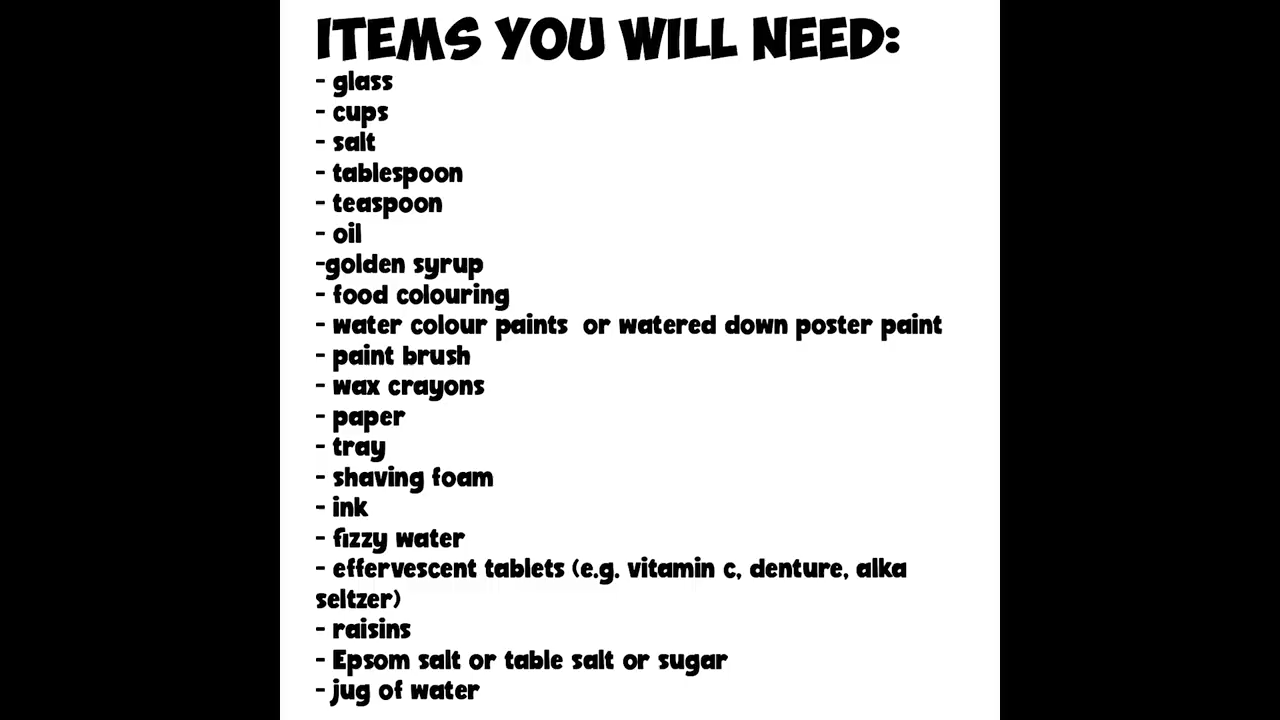 ITEMS YOU WILL NEED:
- glass
- cups
- salt
- tablespoon
- teaspoon
- oil
-golden syrup
- food colouring
- water colour paints  or watered down poster paint
- paint brush
- wax crayons
- paper
- tray
- shaving foam
- ink
- fizzy water
- effervescent tablets (e.g. vitamin c, denture, alka
seltzer)
- raisins
- Epsom salt or table salt or sugar
- jug of water